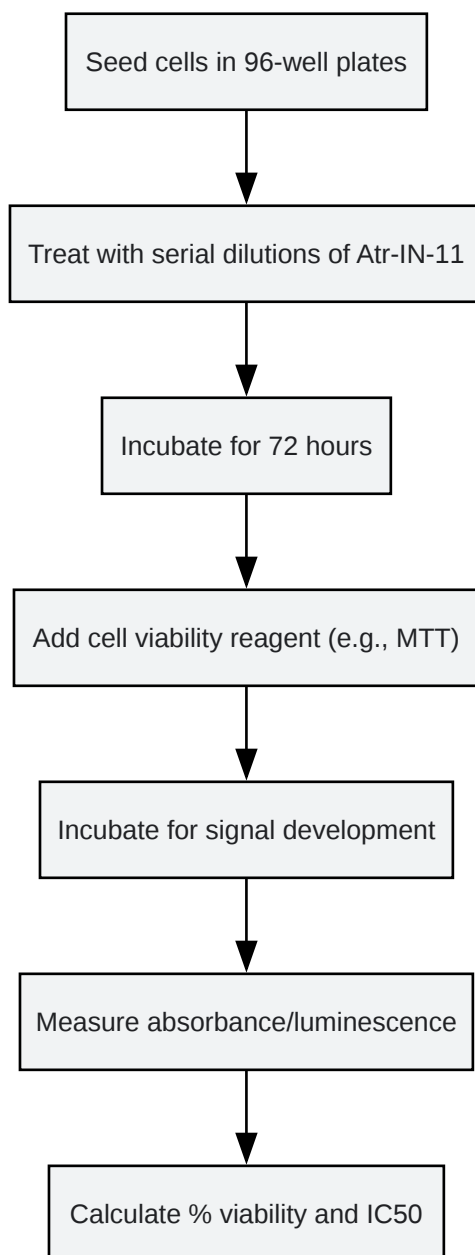 Seed cells in 96-well plates
Treat with serial dilutions of Atr-IN-11
Incubate for 72 hours
Add cell viability reagent (e.g., MTT)
Incubate for signal development
Measure absorbance/luminescence
Calculate % viability and IC50